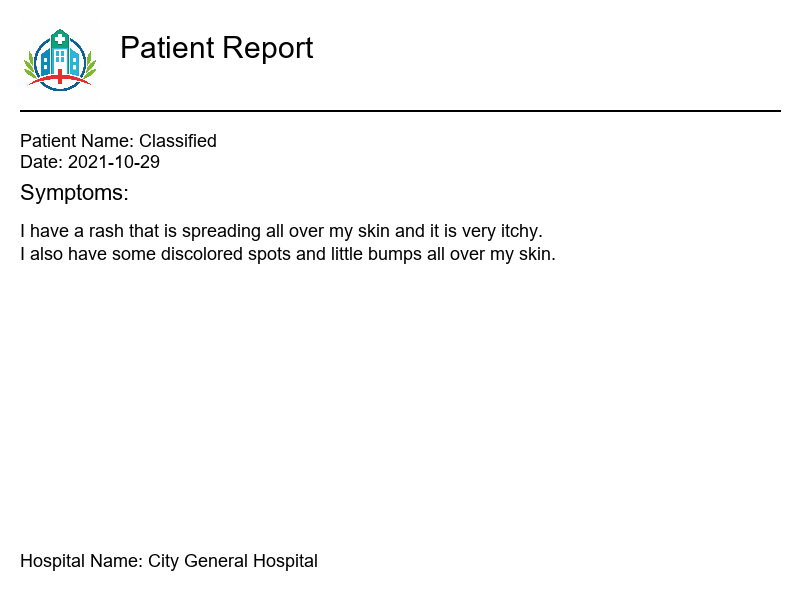 Patient Report
Patient Name: Classified
Date: 2021-10-29
Symptoms:
I have a rash that is spreading all over my skin and it is very itchy.
I also have some discolored spots and little bumps all over my skin.
Hospital Name: City General Hospital